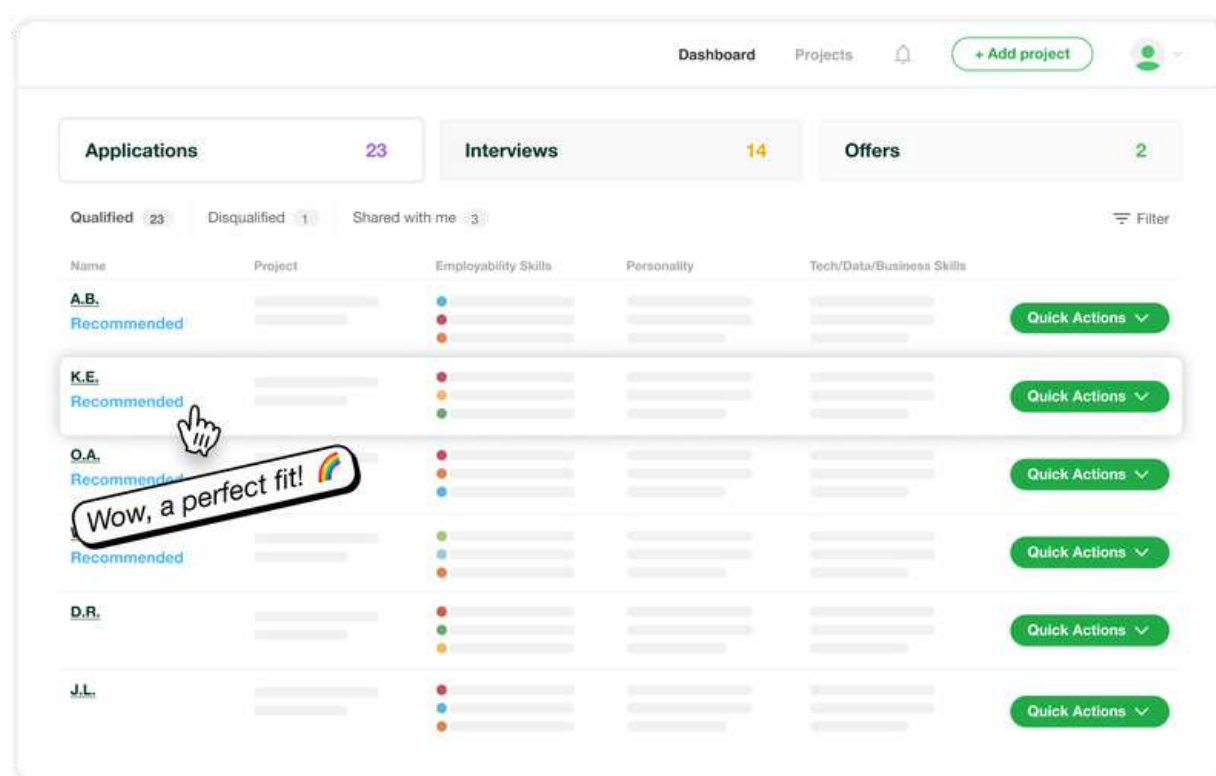 Dashboard Projects + Add project
Applications 23 Interviews 14 Offers 2
Qualified 23 Disqualified 1 Shared with me 3 Filter
Name Project Employability Skills Personality Tech/Data/Business Skills
A.B.
Recommended
Quick Actions
K.E.
Recommended
Quick Actions
O.A.
Recommended
Quick Actions
Wow, a perfect fit! 🌈
Recommended
Quick Actions
D.R.
Quick Actions
J.L.
Quick Actions